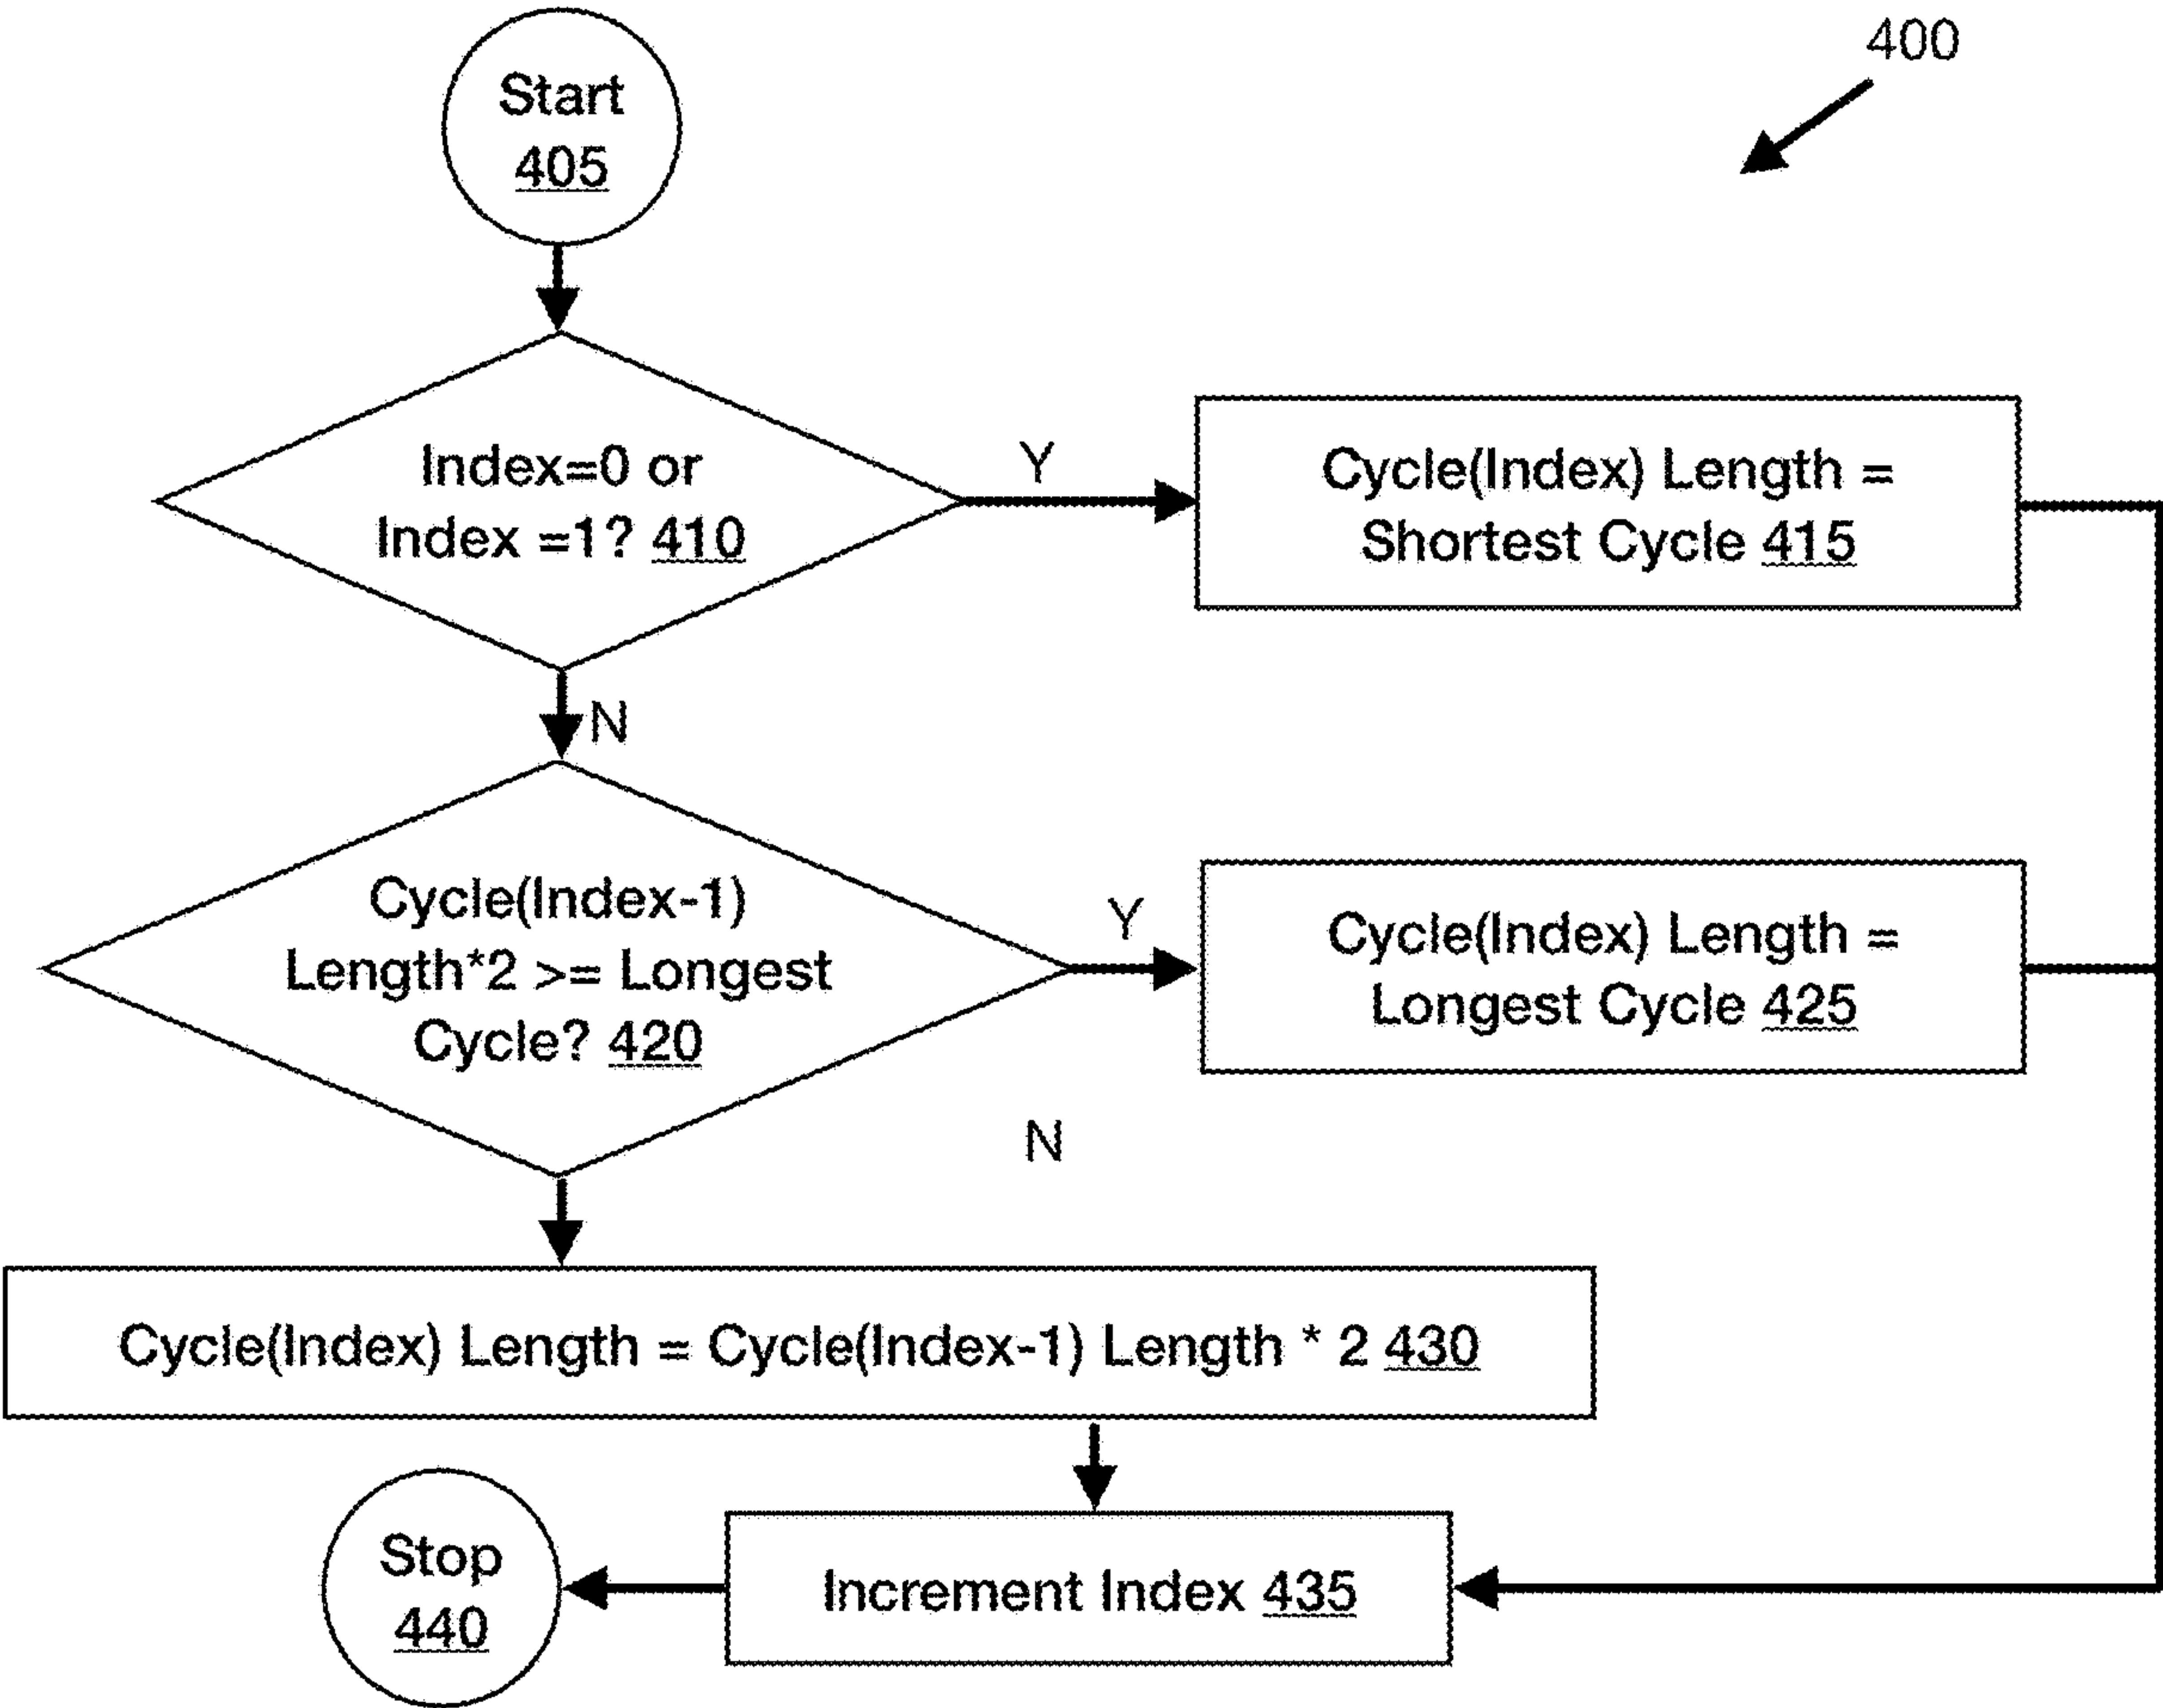 400
Start
405
Index=0 or
Index =1? 410
Y
Cycle(Index) Length =
Shortest Cycle 415
N
Cycle(Index-1)
Length*2 >= Longest
Cycle? 420
Y
Cycle(Index) Length =
Longest Cycle 425
N
Cycle(Index) Length = Cycle(Index-1) Length * 2 430
Stop
440
Increment Index 435